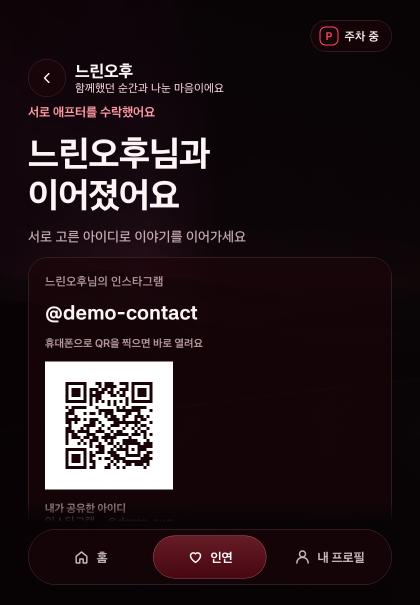 P 주차 중
느린오후
함께했던 순간과 나눈 마음이에요
서로 애프터를 수락했어요
느린오후님과
이어졌어요
서로 고른 아이디로 이야기를 이어가세요
느린오후님의 인스타그램
@demo-contact
휴대폰으로 QR을 찍으면 바로 열려요
내가 공유한 아이디
홈
인연
내 프로필